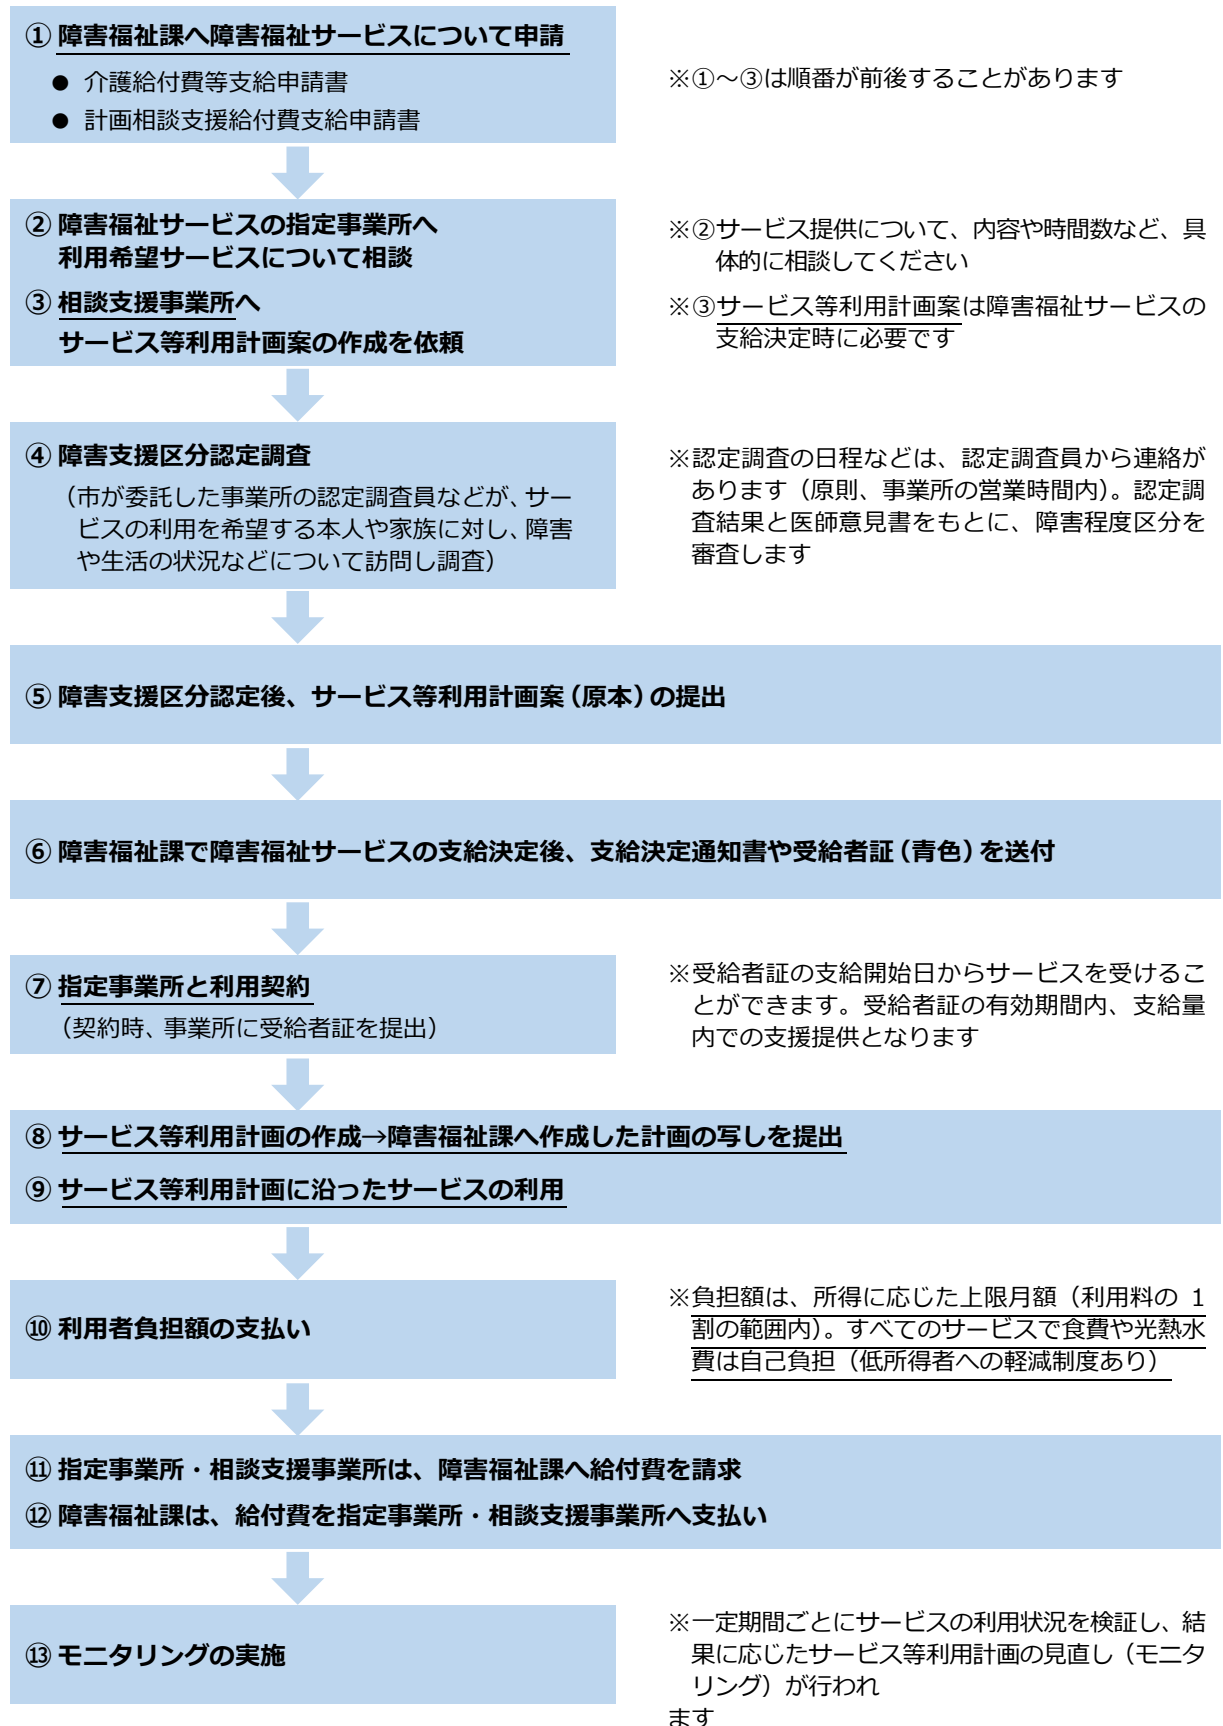 ① 障害福祉課へ障害福祉サービスについて申請
● 介護給付費等支給申請書
● 計画相談支援給付費支給申請書
※①～③は順番が前後することがあります
② 障害福祉サービスの指定事業所へ
利用希望サービスについて相談
③ 相談支援事業所へ
サービス等利用計画案の作成を依頼
※②サービス提供について、内容や時間数など、具
体的に相談してください
※③サービス等利用計画案は障害福祉サービスの
支給決定時に必要です
④ 障害支援区分認定調査
（市が委託した事業所の認定調査員などが、サー
ビスの利用を希望する本人や家族に対し、障害
や生活の状況などについて訪問し調査）
※認定調査の日程などは、認定調査員から連絡が
あります（原則、事業所の営業時間内）。認定調
査結果と医師意見書をもとに、障害程度区分を
審査します
⑤ 障害支援区分認定後、サービス等利用計画案（原本）の提出
⑥ 障害福祉課で障害福祉サービスの支給決定後、支給決定通知書や受給者証（青色）を送付
⑦ 指定事業所と利用契約
（契約時、事業所に受給者証を提出）
※受給者証の支給開始日からサービスを受けるこ
とができます。受給者証の有効期間内、支給量
内での支援提供となります
⑧ サービス等利用計画の作成→障害福祉課へ作成した計画の写しを提出
⑨ サービス等利用計画に沿ったサービスの利用
⑩ 利用者負担額の支払い
※負担額は、所得に応じた上限月額（利用料の 1
割の範囲内）。すべてのサービスで食費や光熱水
費は自己負担（低所得者への軽減制度あり）
⑪ 指定事業所・相談支援事業所は、障害福祉課へ給付費を請求
⑫ 障害福祉課は、給付費を指定事業所・相談支援事業所へ支払い
⑬ モニタリングの実施
※一定期間ごとにサービスの利用状況を検証し、結
果に応じたサービス等利用計画の見直し（モニタ
リング）が行われ
ます